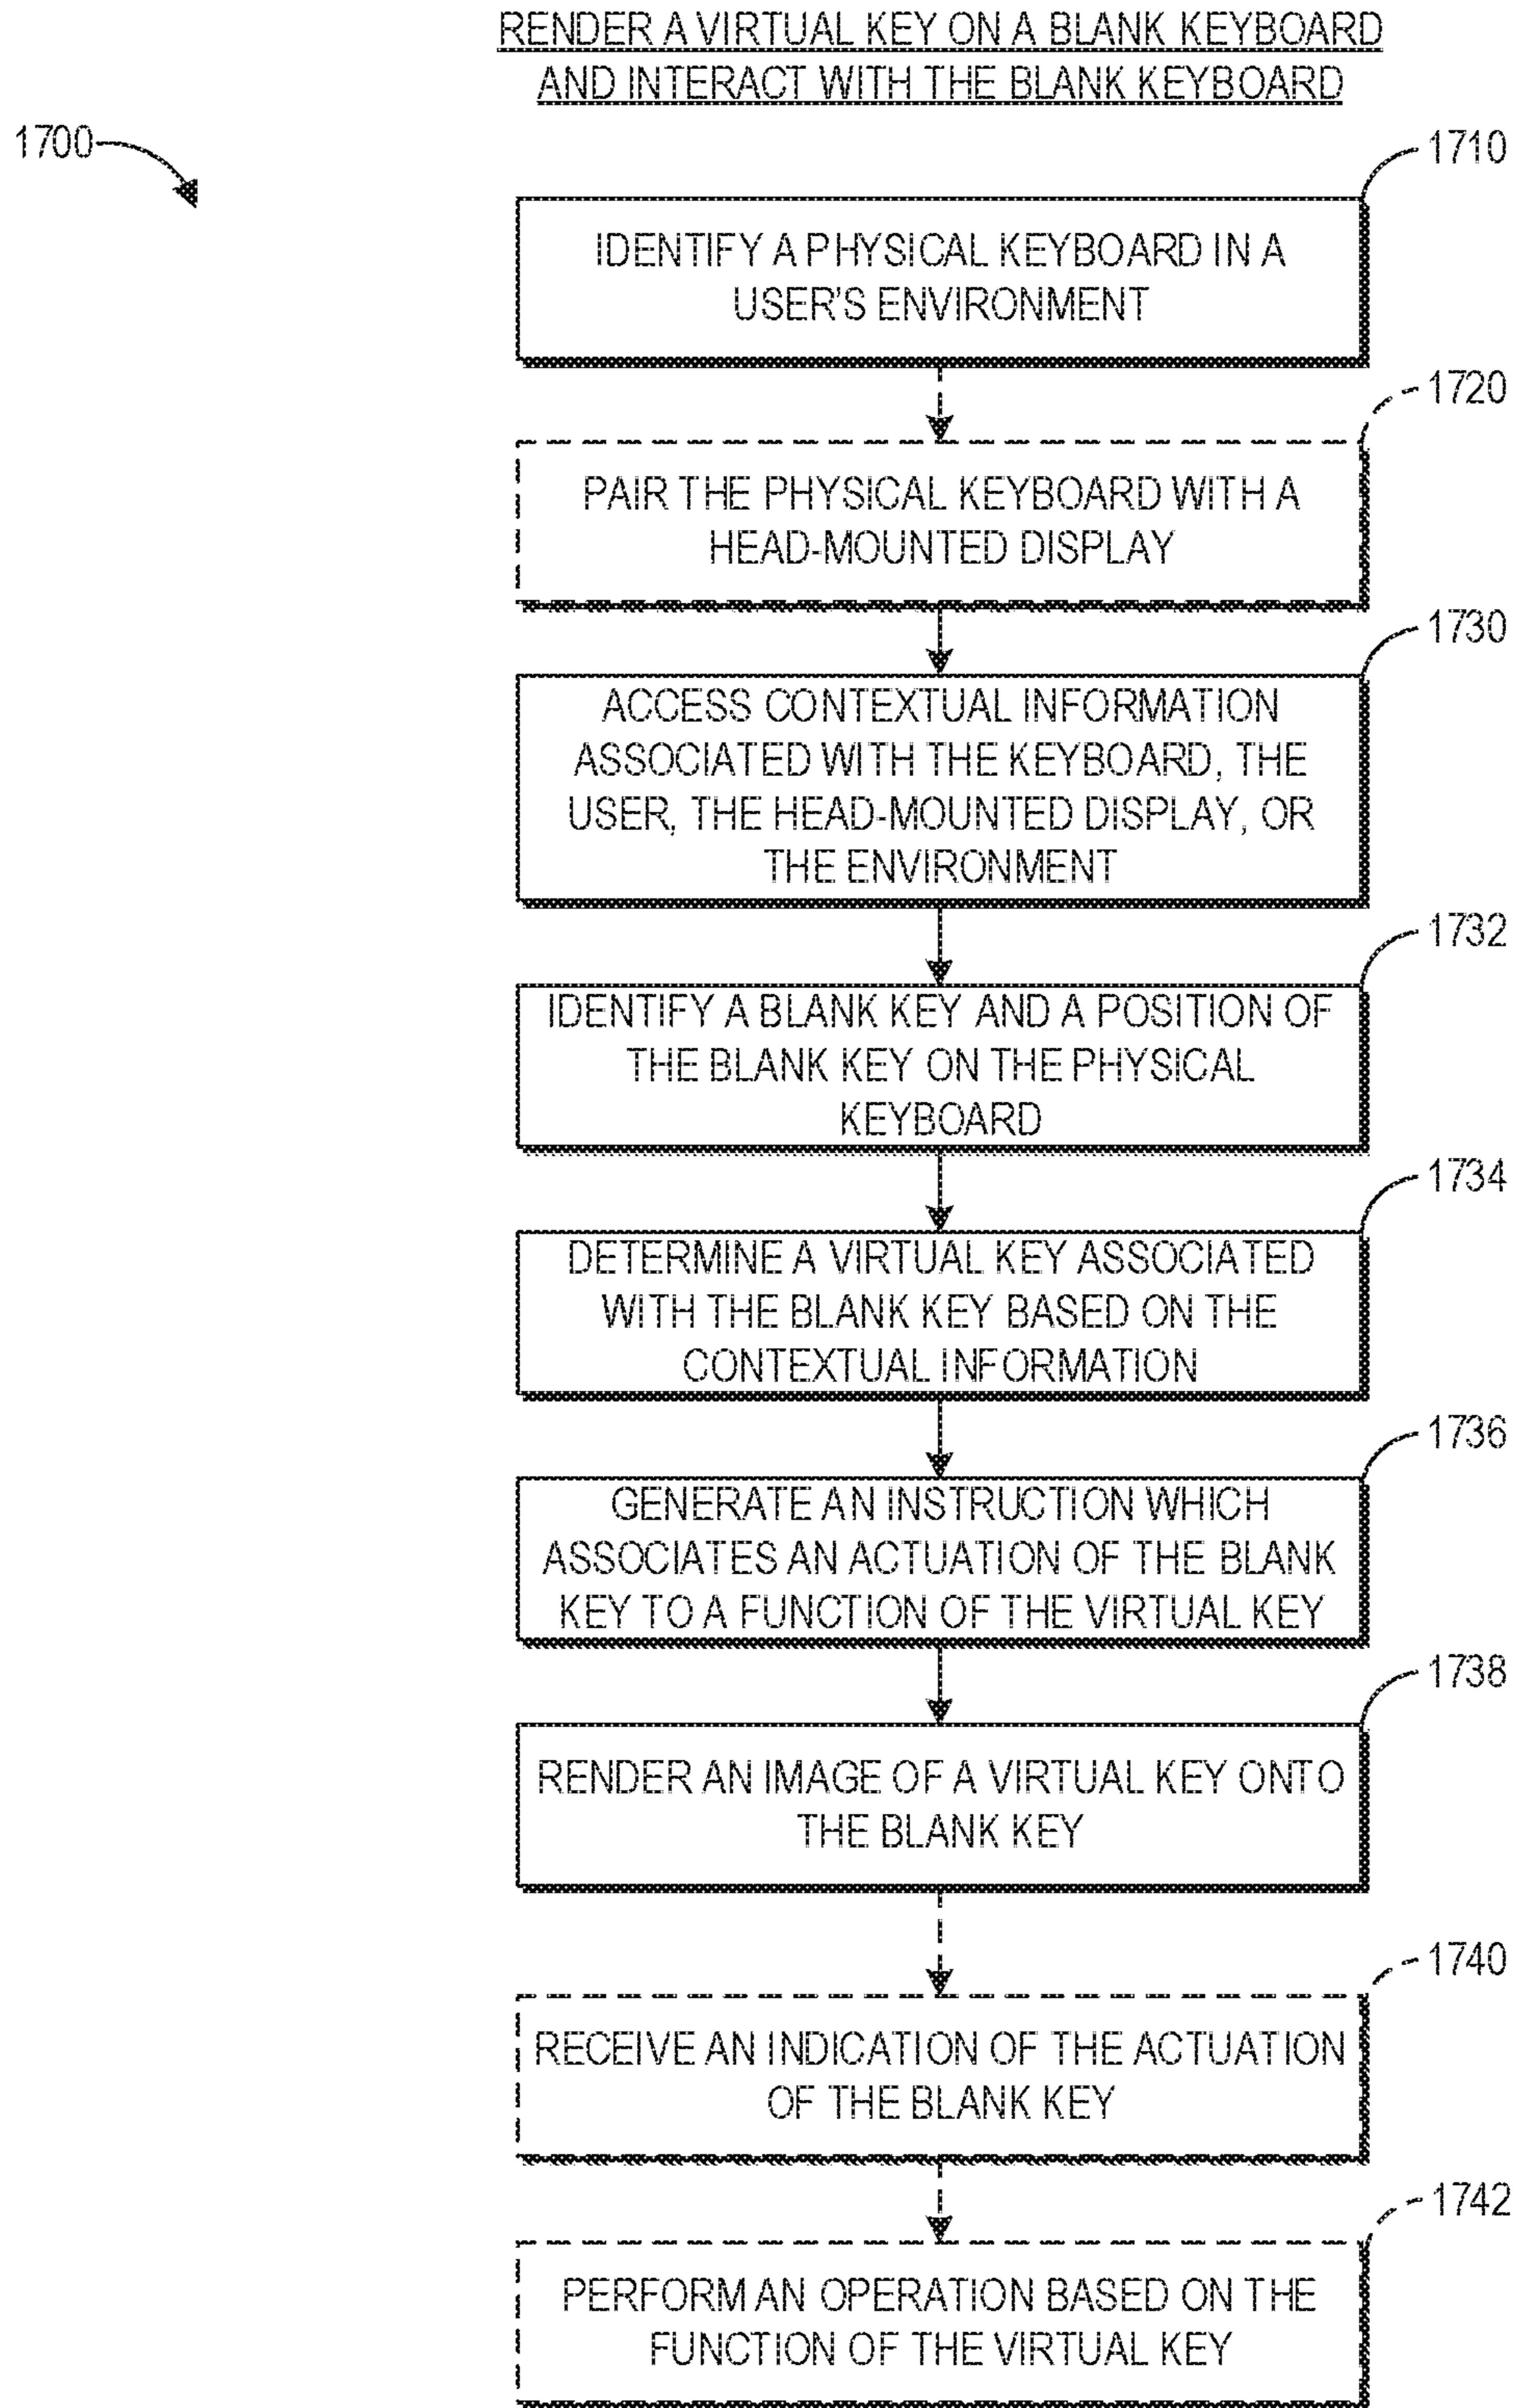 RENDER A VIRTUAL KEY ON A BLANK KEYBOARD
AND INTERACT WITH THE BLANK KEYBOARD
1700
1710
IDENTIFY A PHYSICAL KEYBOARD IN A
USER'S ENVIRONMENT
1720
PAIR THE PHYSICAL KEYBOARD WITH A
HEAD-MOUNTED DISPLAY
1730
ACCESS CONTEXTUAL INFORMATION
ASSOCIATED WITH THE KEYBOARD, THE
USER, THE HEAD-MOUNTED DISPLAY, OR
THE ENVIRONMENT
1732
IDENTIFY A BLANK KEY AND A POSITION OF
THE BLANK KEY ON THE PHYSICAL
KEYBOARD
1734
DETERMINE A VIRTUAL KEY ASSOCIATED
WITH THE BLANK KEY BASED ON THE
CONTEXTUAL INFORMATION
1736
GENERATE AN INSTRUCTION WHICH
ASSOCIATES AN ACTUATION OF THE BLANK
KEY TO A FUNCTION OF THE VIRTUAL KEY
1738
RENDER AN IMAGE OF A VIRTUAL KEY ONTO
THE BLANK KEY
1740
RECEIVE AN INDICATION OF THE ACTUATION
OF THE BLANK KEY
1742
PERFORM AN OPERATION BASED ON THE
FUNCTION OF THE VIRTUAL KEY